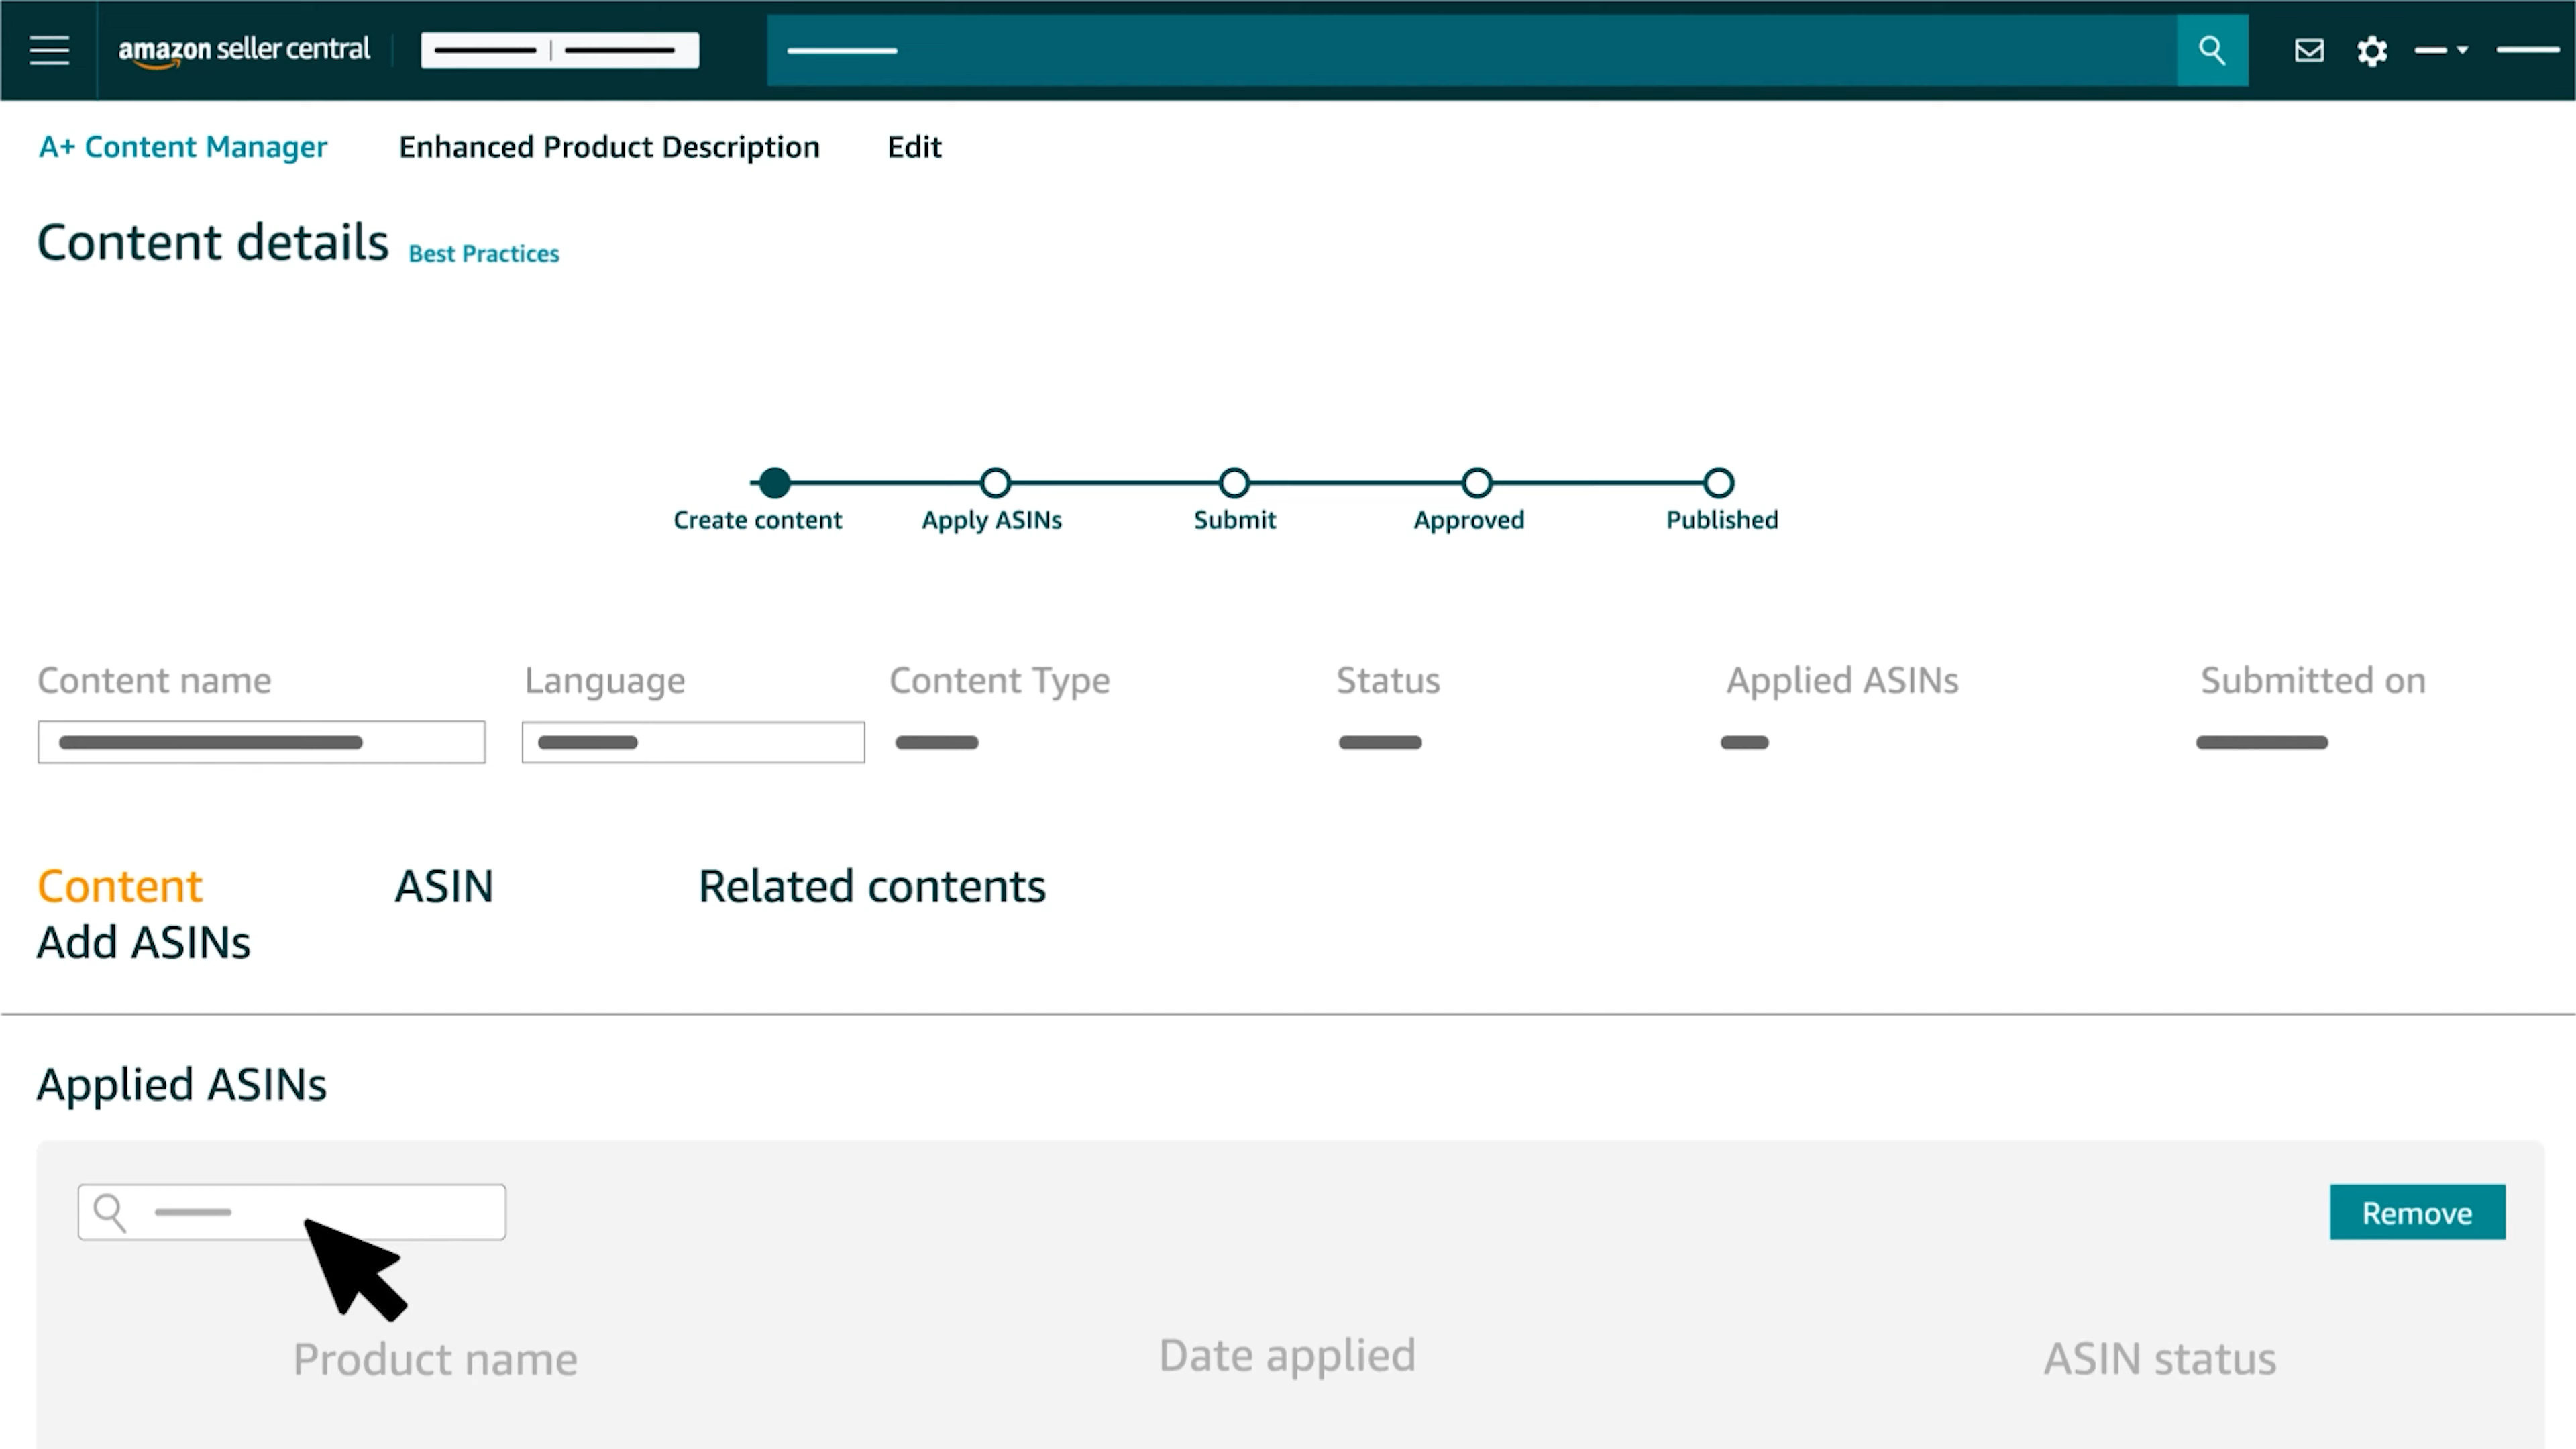 amazon seller central
A+ Content Manager Enhanced Product Description Edit
Content details Best Practices
Create content Apply ASINs Submit Approved Published
Content name Language Content Type Status Applied ASINs Submitted on
Content ASIN Related contents
Add ASINs
Applied ASINs
Remove
Product name Date applied ASIN status